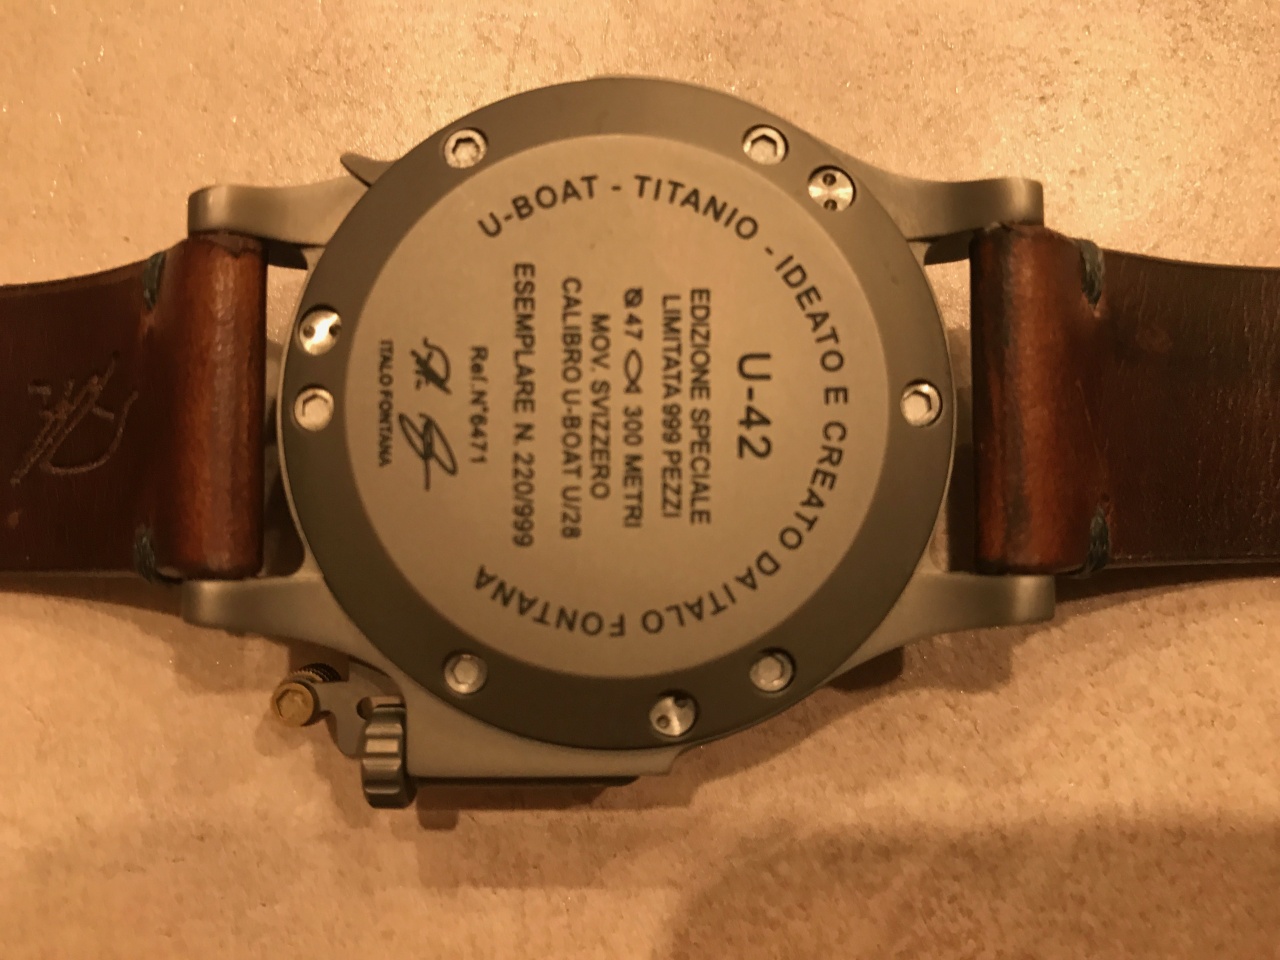 U-BOAT - TITANIO - IDEATO E CREATO DA ITALO FONTANA
U-42
EDIZIONE SPECIALE
LIMITATA 999 PEZZI
47 300 METRI
MOV. SVIZZERO
CALIBRO U-BOAT U/28
ESEMPLARE N. 220/999
Ref.N°6471
ITALO FONTANA